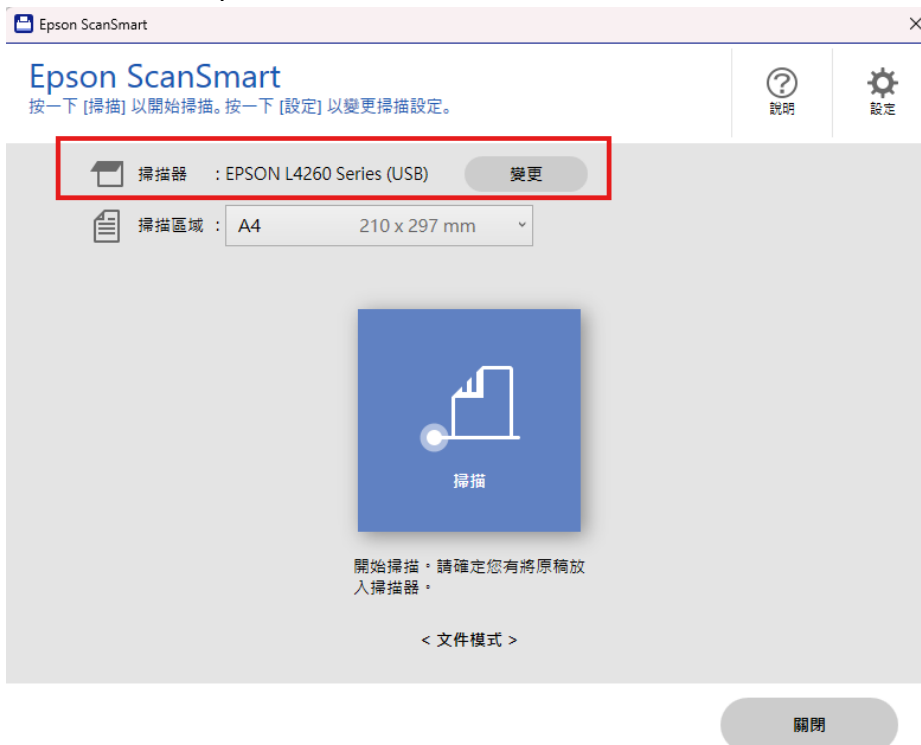 Epson ScanSmart
Epson ScanSmart
按一下 [掃描] 以開始掃描。按一下 [設定] 以變更掃描設定。
說明
設定
掃描器 : EPSON L4260 Series (USB) 變更
掃描區域 : A4 210 x 297 mm
掃描
開始掃描。請確定您有將原稿放
入掃描器。
< 文件模式 >
關閉